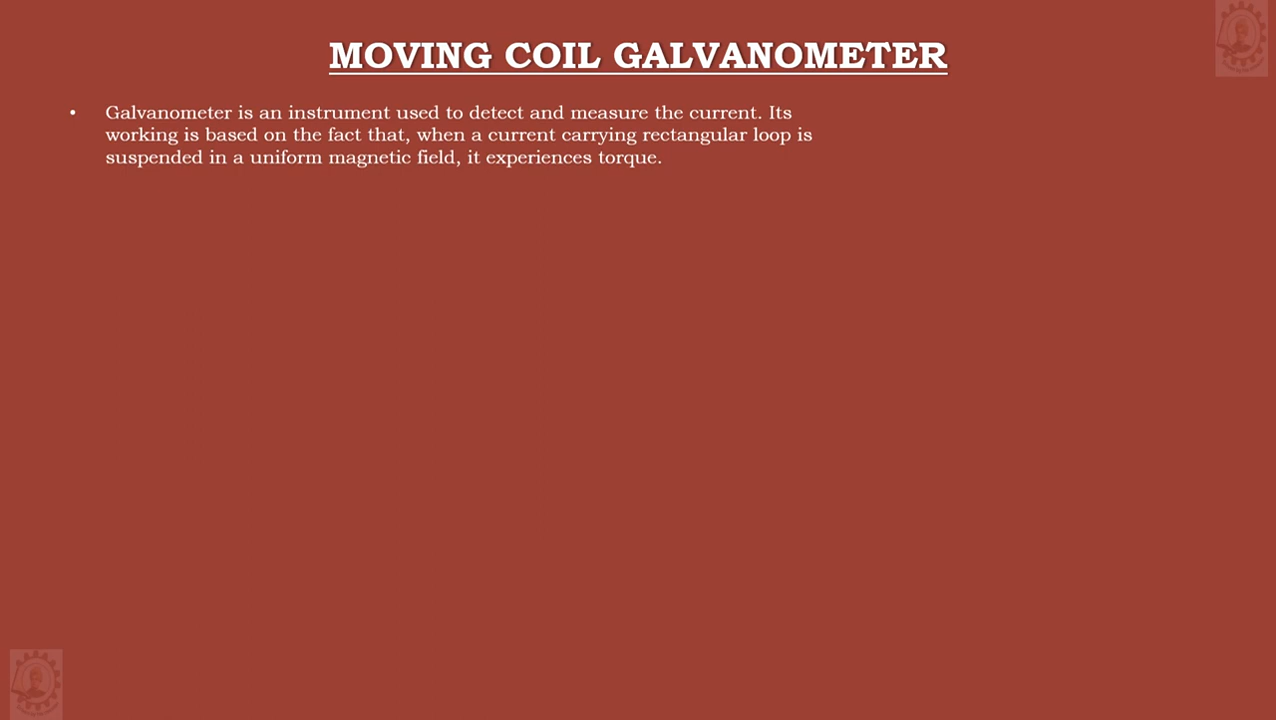 MOVING COIL GALVANOMETER
• Galvanometer is an instrument used to detect and measure the current. Its
working is based on the fact that, when a current carrying rectangular loop is
suspended in a uniform magnetic field, it experiences torque.